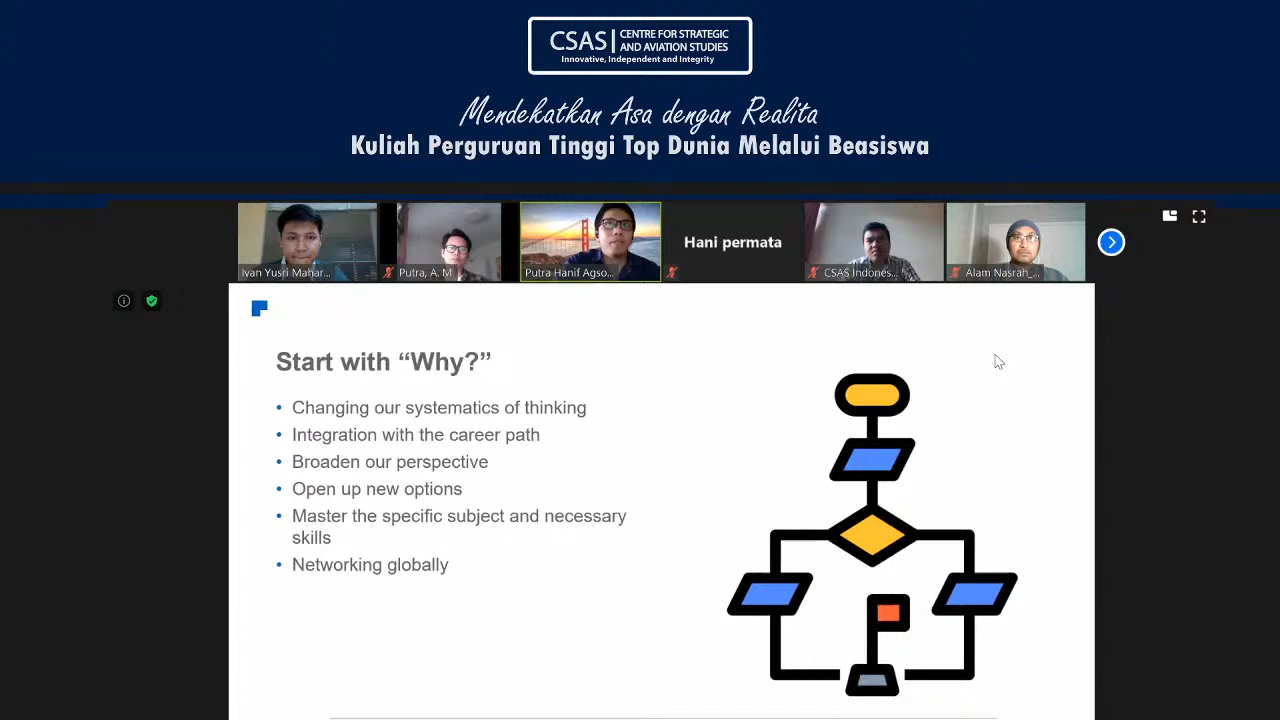 CSAS CENTRE FOR STRATEGIC
AND AVIATION STUDIES
Innovative, Independent and Integrity
Mendekatkan Asa dengan Realita
Kuliah Perguruan Tinggi Top Dunia Melalui Beasiswa
Ivan Yusri Mahar...
Putra, A. M
Putra Hanif Agso...
Hani permata
CSAS Indones...
Alam Nasrah_...
Start with “Why?”
• Changing our systematics of thinking
• Integration with the career path
• Broaden our perspective
• Open up new options
• Master the specific subject and necessary
skills
• Networking globally